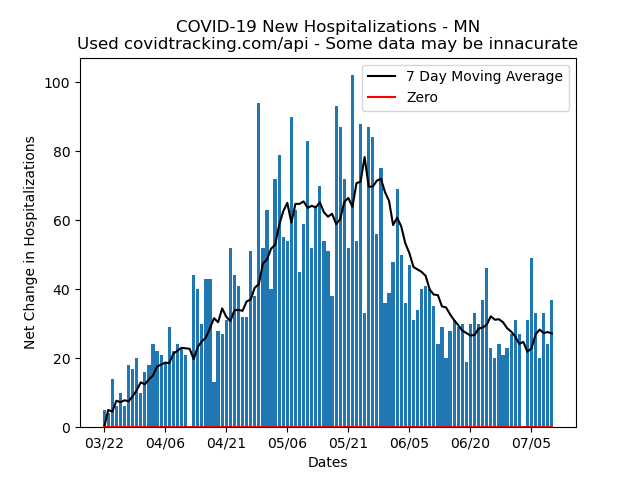 COVID-19 New Hospitalizations - MN
Used covidtracking.com/api - Some data may be innacurate
7 Day Moving Average
Zero
Net Change in Hospitalizations
100
80
60
40
20
0
03/22 04/06 04/21 05/06 05/21 06/05 06/20 07/05
Dates